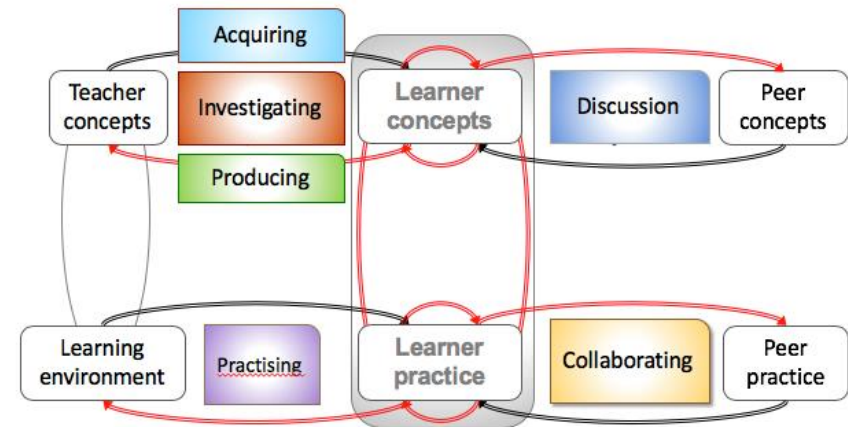 Acquiring
Teacher
concepts
Investigating
Learner
concepts
Discussion
Peer
concepts
Producing
Learning
environment
Practising
Learner
practice
Collaborating
Peer
practice